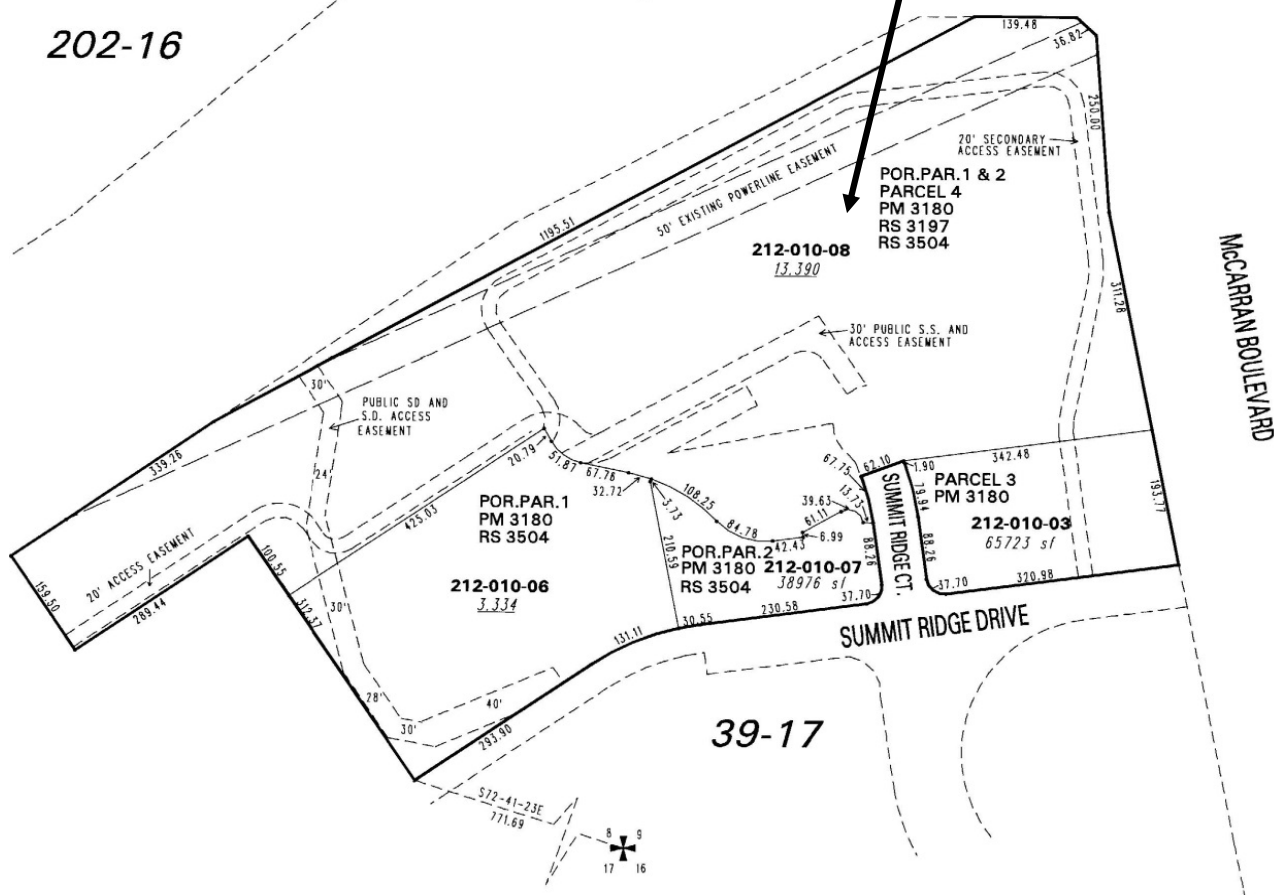 202-16
139.48
36.82
250.00
20' SECONDARY
ACCESS EASEMENT
50' EXISTING POWERLINE EASEMENT
1195.51
POR.PAR.1 & 2
PARCEL 4
PM 3180
RS 3197
RS 3504
212-010-08
13.390
McCARRAN BOULEVARD
311.28
30' PUBLIC S.S. AND
ACCESS EASEMENT
30'
PUBLIC SD AND
S.D. ACCESS
EASEMENT
339.26
24'
20.79
51.87
67.76
32.72
3.73
108.25
84.78
42.43
6.99
61.11
39.63
13.73
67.75
62.10
1.90
342.48
193.77
PARCEL 3
PM 3180
212-010-03
65723 sf
79.94
88.26
SUMMIT RIDGE CT.
88.26
37.70
320.98
425.03
POR.PAR.1
PM 3180
RS 3504
212-010-06
3.334
210.59
POR.PAR.2
PM 3180
RS 3504
212-010-07
38976 sf
37.70
230.58
30.55
131.11
SUMMIT RIDGE DRIVE
20' ACCESS EASEMENT
159.50
289.44
100.55
312.37
30'
28'
30'
40'
293.90
39-17
S72-41-23E
771.69
8 9
17 16